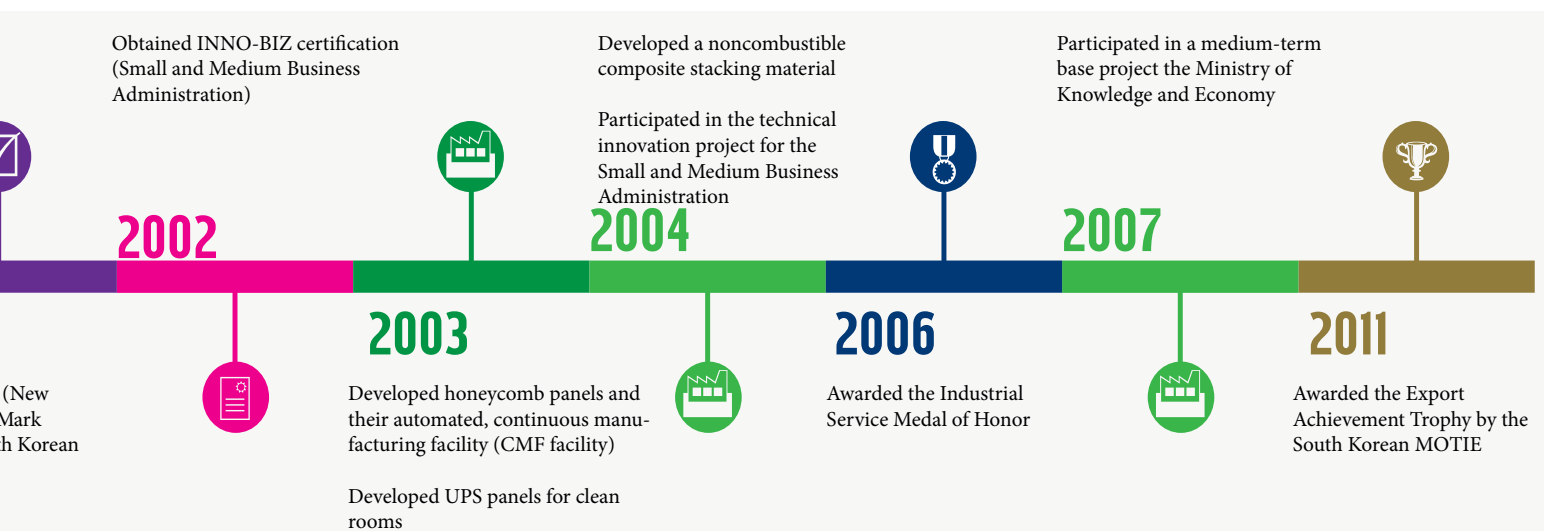 (New
Mark
h Korean
Obtained INNO-BIZ certification
(Small and Medium Business
Administration)
2002
2003
Developed honeycomb panels and
their automated, continuous manu-
facturing facility (CMF facility)
Developed UPS panels for clean
rooms
Developed a noncombustible
composite stacking material
Participated in the technical
innovation project for the
Small and Medium Business
Administration
2004
2006
Awarded the Industrial
Service Medal of Honor
Participated in a medium-term
base project the Ministry of
Knowledge and Economy
2007
2011
Awarded the Export
Achievement Trophy by the
South Korean MOTIE